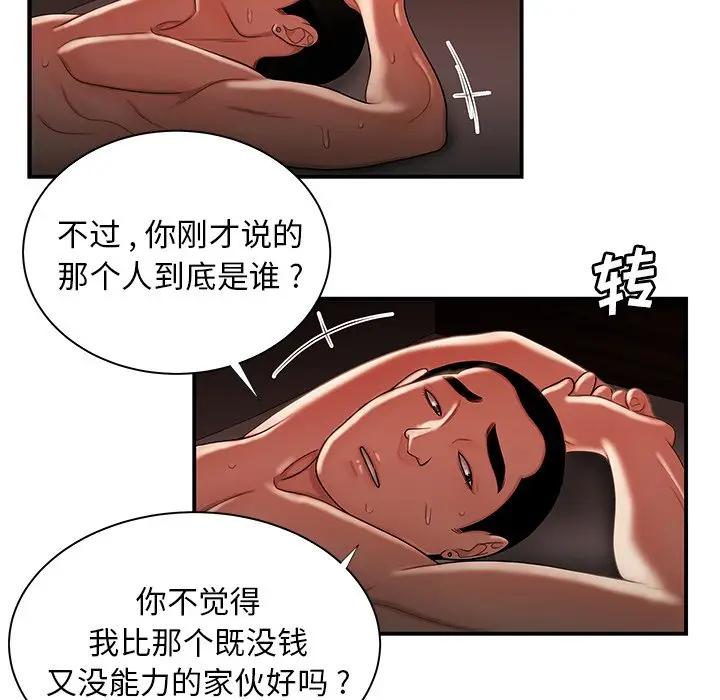 不过，你刚才说的
那个人到底是谁？
转
你不觉得
我比那个既没钱
又没能力的家伙好吗？